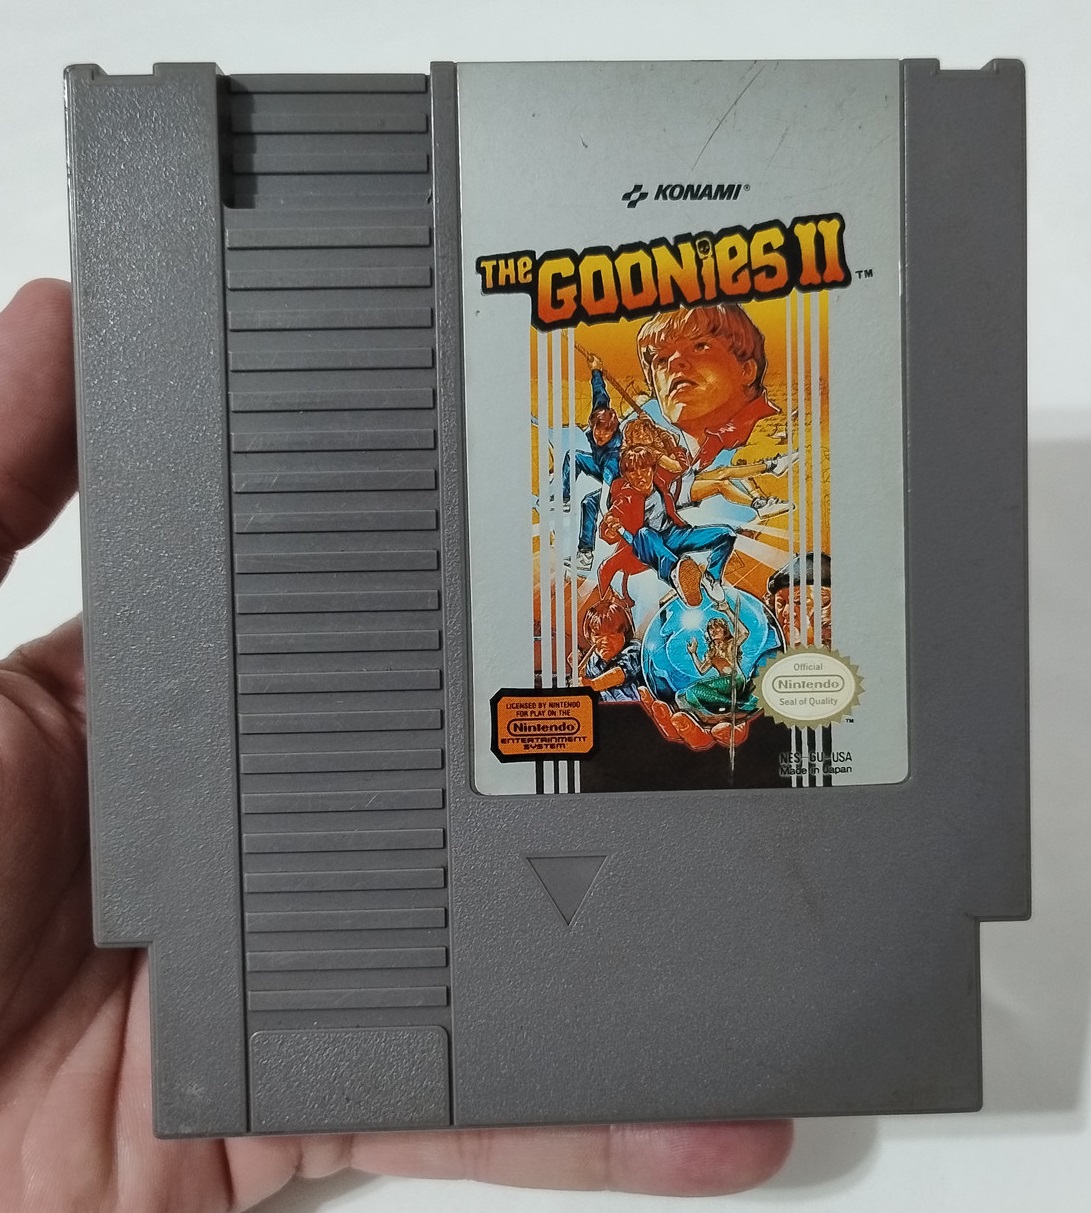 KONAMI®
THE GOONIES II ™
Official
Nintendo
Seal of Quality
™
LICENSED BY NINTENDO
FOR PLAY ON THE
Nintendo
ENTERTAINMENT
SYSTEM
NES-GU-USA
Made in Japan